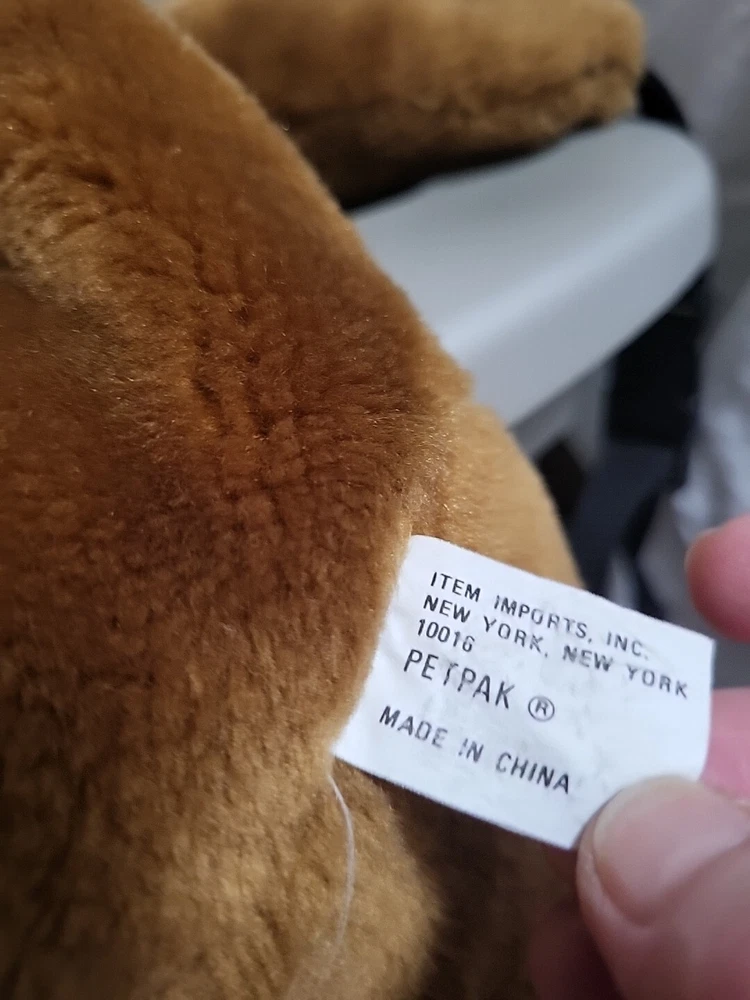 ITEM IMPORTS, INC.
NEW YORK, NEW YORK
10016
PETPAK ®
MADE IN CHINA